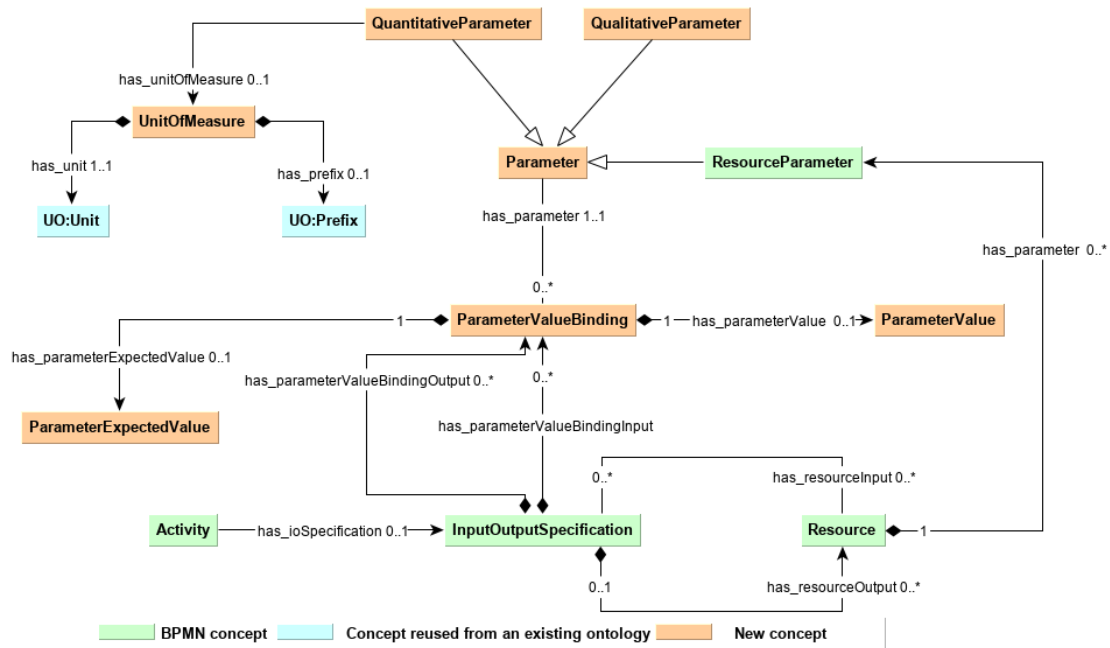 QuantitativeParameter
QualitativeParameter
has_unitOfMeasure 0..1
UnitOfMeasure
Parameter
ResourceParameter
has_unit 1..1
has_prefix 0..1
UO:Unit
UO:Prefix
has_parameter 1..1
has_parameter 0..*
0..*
1
ParameterValueBinding
1
has_parameterValue 0..1
ParameterValue
has_parameterExpectedValue 0..1
has_parameterValueBindingOutput 0..*
0..*
ParameterExpectedValue
has_parameterValueBindingInput
0..*
has_resourceInput 0..*
Activity
has_ioSpecification 0..1
InputOutputSpecification
Resource
1
0..1
has_resourceOutput 0..*
BPMN concept
Concept reused from an existing ontology
New concept